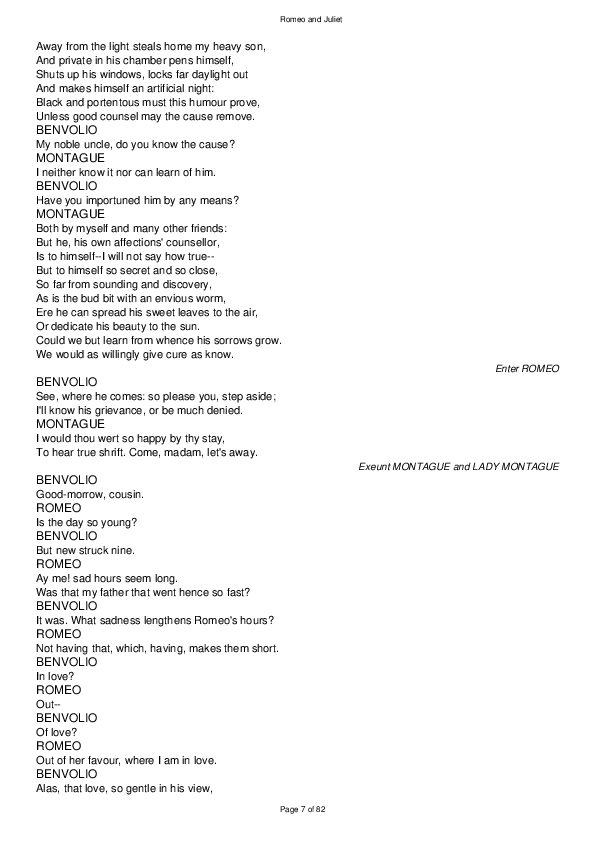 Romeo and Juliet
Away from the light steals home my heavy son,
And private in his chamber pens himself,
Shuts up his windows, locks far daylight out
And makes himself an artificial night:
Black and portentous must this humour prove,
Unless good counsel may the cause remove.
BENVOLIO
My noble uncle, do you know the cause?
MONTAGUE
I neither know it nor can learn of him.
BENVOLIO
Have you importuned him by any means?
MONTAGUE
Both by myself and many other friends:
But he, his own affections' counsellor,
Is to himself--I will not say how true--
But to himself so secret and so close,
So far from sounding and discovery,
As is the bud bit with an envious worm,
Ere he can spread his sweet leaves to the air,
Or dedicate his beauty to the sun.
Could we but learn from whence his sorrows grow.
We would as willingly give cure as know.
Enter ROMEO
BENVOLIO
See, where he comes: so please you, step aside;
I'll know his grievance, or be much denied.
MONTAGUE
I would thou wert so happy by thy stay,
To hear true shrift. Come, madam, let's away.
Exeunt MONTAGUE and LADY MONTAGUE
BENVOLIO
Good-morrow, cousin.
ROMEO
Is the day so young?
BENVOLIO
But new struck nine.
ROMEO
Ay me! sad hours seem long.
Was that my father that went hence so fast?
BENVOLIO
It was. What sadness lengthens Romeo's hours?
ROMEO
Not having that, which, having, makes them short.
BENVOLIO
In love?
ROMEO
Out--
BENVOLIO
Of love?
ROMEO
Out of her favour, where I am in love.
BENVOLIO
Alas, that love, so gentle in his view,
Page 7 of 82